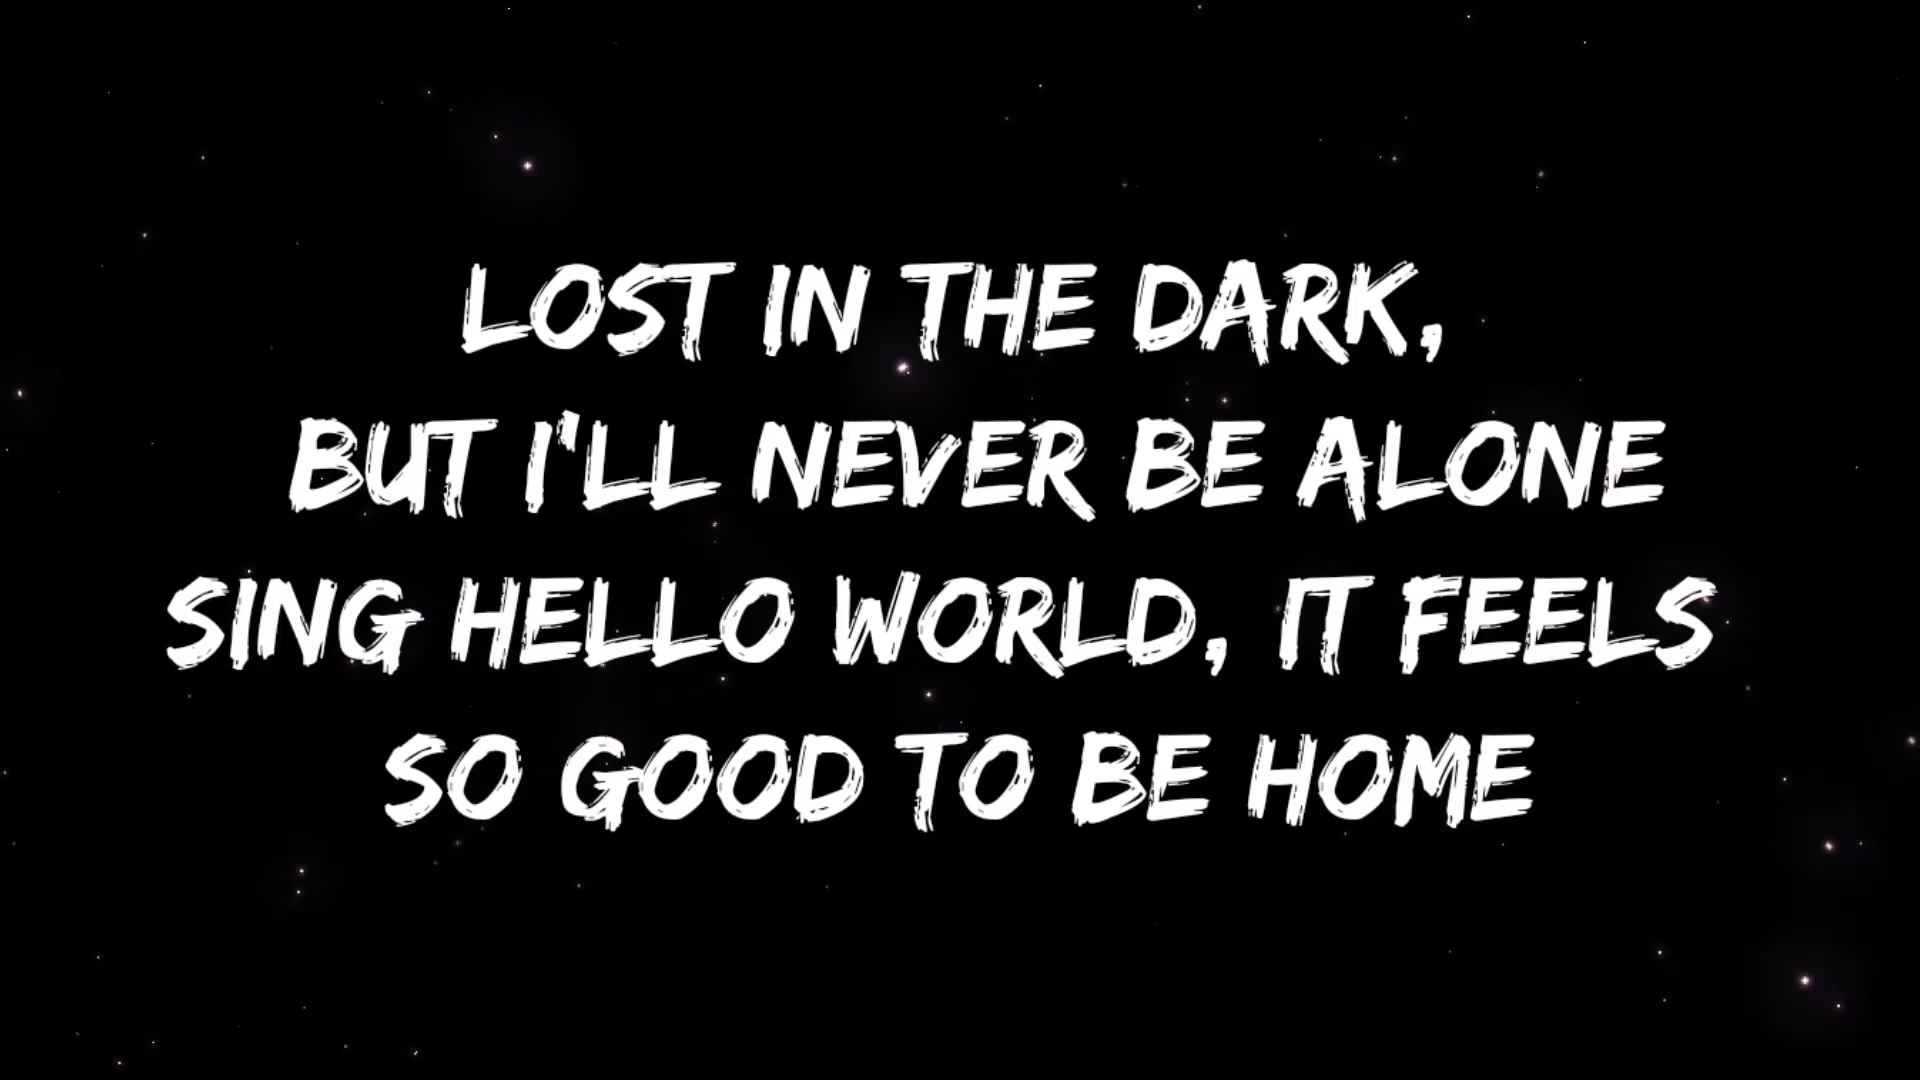 LOST IN THE DARK,
BUT I'LL NEVER BE ALONE
SING HELLO WORLD, IT FEELS
SO GOOD TO BE HOME